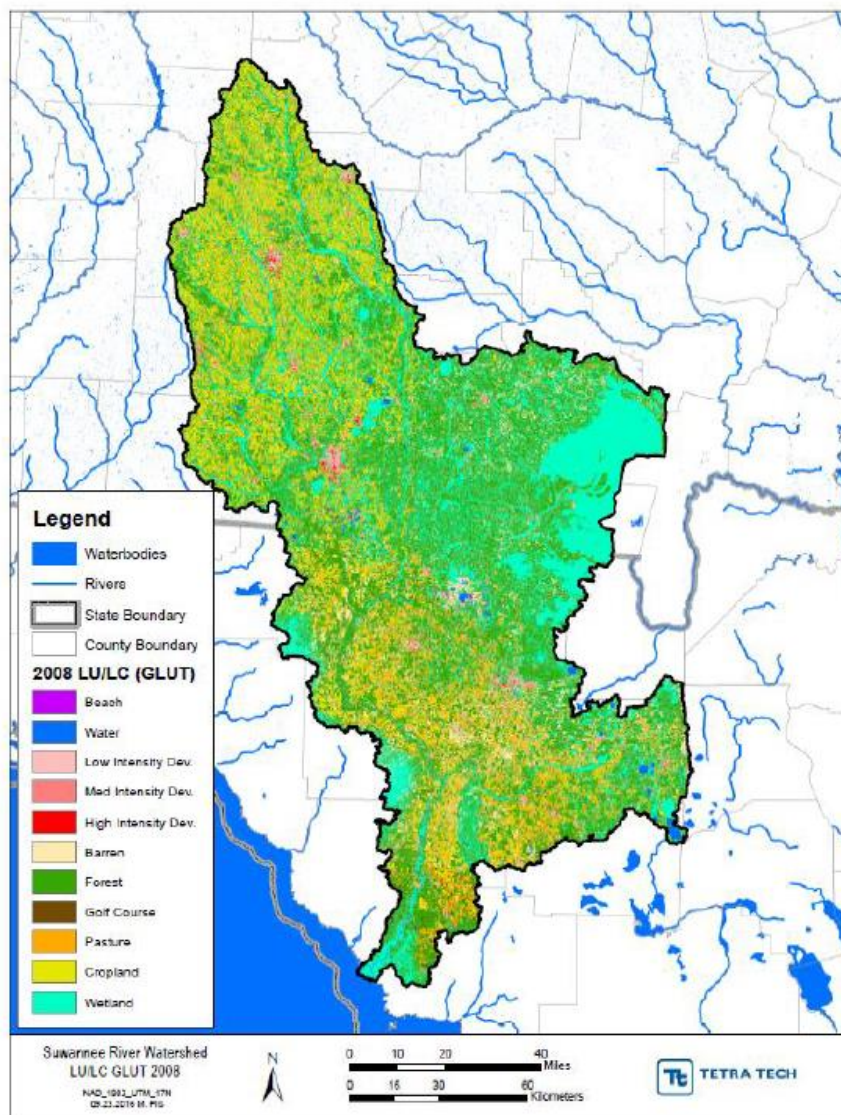 Legend
Waterbodies
Rivers
State Boundary
County Boundary
2008 LU/LC (GLUT)
Beach
Water
Low Intensity Dev.
Med Intensity Dev.
High Intensity Dev.
Barren
Forest
Golf Course
Pasture
Cropland
Wetland
Suwannee River Watershed
LU/LC GLUT 2008
N
0 10 20 40
Miles
0 15 30 60
Kilometers
Tt TETRA TECH